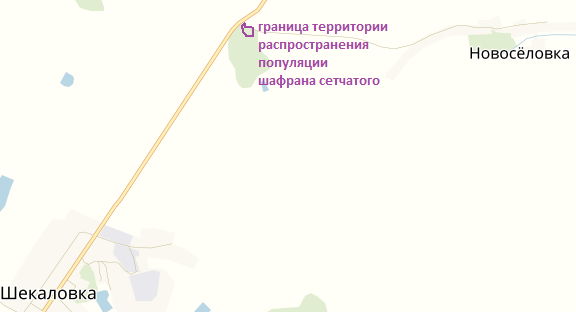 граница территории
распространения
популяции
шафрана сетчатого
Новосёловка
Шекаловка